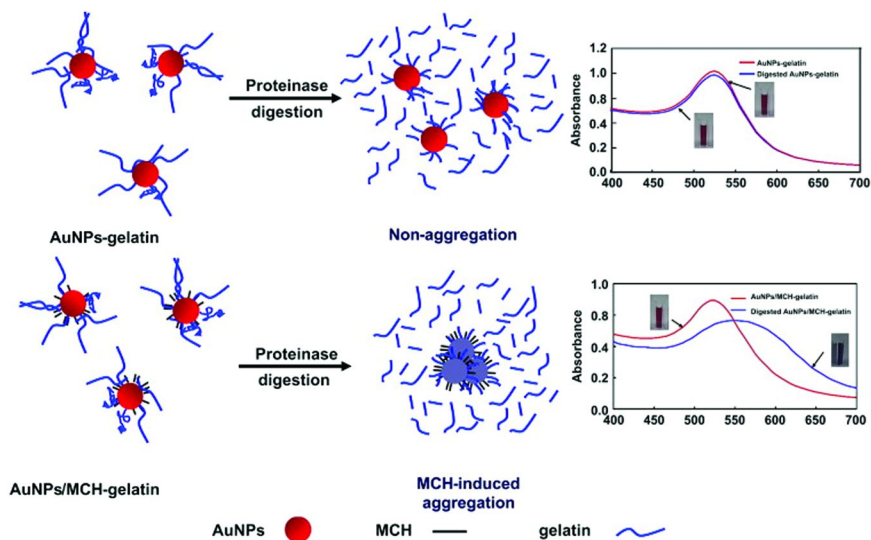 Proteinase
digestion
AuNPs-gelatin
Non-aggregation
Absorbance
1.2
1.0
0.8
0.6
0.4
0.2
0.0
400 450 500 550 600 650 700
AuNPs-gelatin
Digested AuNPs-gelatin
Proteinase
digestion
AuNPs/MCH-gelatin
MCH-induced
aggregation
Absorbance
1.0
0.8
0.6
0.4
0.2
0.0
400 450 500 550 600 650 700
AuNPs/MCH-gelatin
Digested AuNPs/MCH-gelatin
AuNPs MCH gelatin